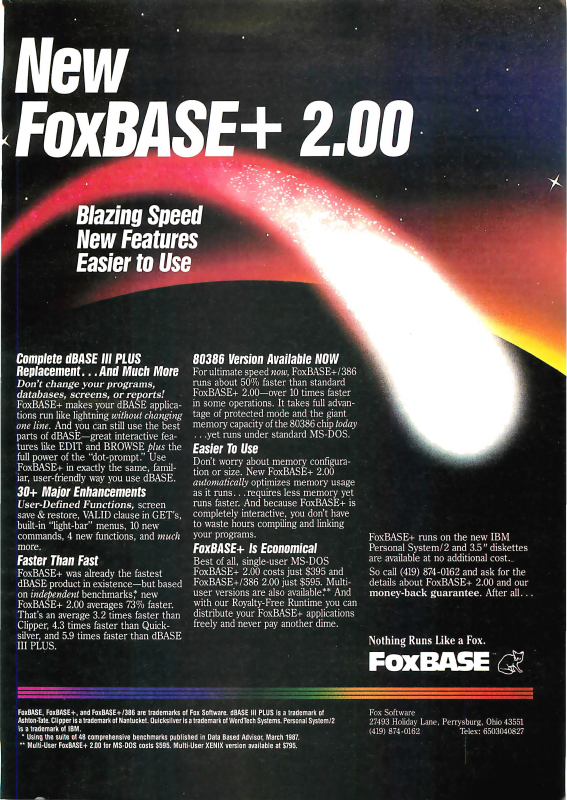 New
FoxBASE+ 2.00
Blazing Speed
New Features
Easier to Use
Complete dBASE III PLUS
Replacement...And Much More
Don't change your programs,
databases, screens, or reports!
FoxBASE+ makes your dBASE applica-
tions run like lightning without changing
one line. And you can still use the best
parts of dBASE—great interactive fea-
tures like EDIT and BROWSE plus the
full power of the "dot-prompt." Use
FoxBASE+ in exactly the same, famil-
iar, user-friendly way you use dBASE.
30+ Major Enhancements
User-Defined Functions, screen
save & restore, VALID clause in GET's,
built-in "light-bar" menus, 10 new
commands, 4 new functions, and much
more.
Faster Than Fast
FoxBASE+ was already the fastest
dBASE product in existence—but based
on independent benchmarks,* new
FoxBASE+ 2.00 averages 73% faster.
That's an average 3.2 times faster than
Clipper, 4.3 times faster than Quick-
silver, and 5.9 times faster than dBASE
III PLUS.
80386 Version Available NOW
For ultimate speed now, FoxBASE+/386
runs about 50% faster than standard
FoxBASE+ 2.00—over 10 times faster
in some operations. It takes full advan-
tage of protected mode and the giant
memory capacity of the 80386 chip today
...yet runs under standard MS-DOS.
Easier To Use
Don't worry about memory configura-
tion or size. New FoxBASE+ 2.00
automatically optimizes memory usage
as it runs...requires less memory yet
runs faster. And because FoxBASE+ is
completely interactive, you don't have
to waste hours compiling and linking
your programs.
FoxBASE+ Is Economical
Best of all, single-user MS-DOS
FoxBASE+ 2.00 costs just $395 and
FoxBASE+/386 2.00 just $595. Multi-
user versions are also available.** And
with our Royalty-Free Runtime you can
distribute your FoxBASE+ applications
freely and never pay another dime.
FoxBASE+ runs on the new IBM
Personal System/2 and 3.5" diskettes
are available at no additional cost.
So call (419) 874-0162 and ask for the
details about FoxBASE+ 2.00 and our
money-back guarantee. After all...
Nothing Runs Like a Fox.
FoxBASE™
FoxBASE, FoxBASE+, and FoxBASE+/386 are trademarks of Fox Software. dBASE III PLUS is a trademark of
Ashton-Tate. Clipper is a trademark of Nantucket. Quicksilver is a trademark of WordTech Systems. Personal System/2
is a trademark of IBM.
* Using the suite of 48 comprehensive benchmarks published in Data Based Advisor, March 1987.
** Multi-User FoxBASE+ 2.00 for MS-DOS costs $595. Multi-User XENIX version available at $795.
Fox Software
27493 Holiday Lane, Perrysburg, Ohio 43551
(419) 874-0162 Telex: 6503040827